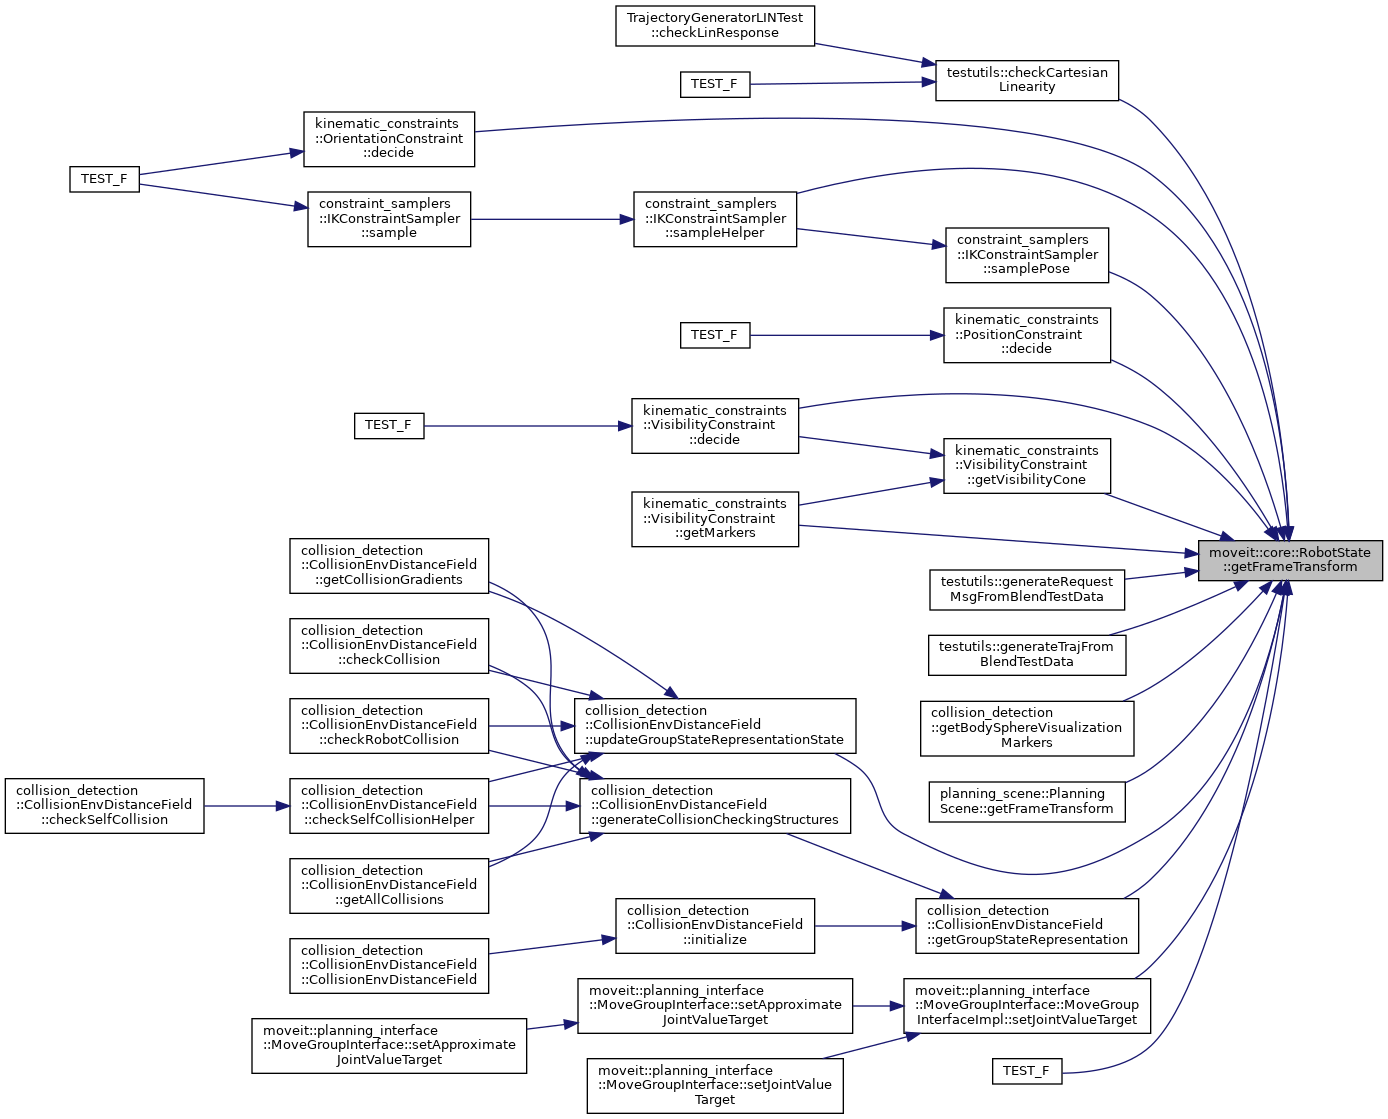 TrajectoryGeneratorLINTest
::checkLinResponse
testutils::checkCartesian
Linearity
TEST_F
kinematic_constraints
::OrientationConstraint
::decide
TEST_F
constraint_samplers
::IKConstraintSampler
::sample
constraint_samplers
::IKConstraintSampler
::sampleHelper
constraint_samplers
::IKConstraintSampler
::samplePose
kinematic_constraints
::PositionConstraint
::decide
TEST_F
kinematic_constraints
::VisibilityConstraint
::decide
TEST_F
kinematic_constraints
::VisibilityConstraint
::getVisibilityCone
kinematic_constraints
::VisibilityConstraint
::getMarkers
moveit::core::RobotState
::getFrameTransform
collision_detection
::CollisionEnvDistanceField
::getCollisionGradients
testutils::generateRequest
MsgFromBlendTestData
collision_detection
::CollisionEnvDistanceField
::checkCollision
testutils::generateTrajFrom
BlendTestData
collision_detection
::CollisionEnvDistanceField
::checkRobotCollision
collision_detection
::CollisionEnvDistanceField
::updateGroupStateRepresentationState
collision_detection
::getBodySphereVisualization
Markers
collision_detection
::CollisionEnvDistanceField
::checkSelfCollision
collision_detection
::CollisionEnvDistanceField
::checkSelfCollisionHelper
collision_detection
::CollisionEnvDistanceField
::generateCollisionCheckingStructures
planning_scene::Planning
Scene::getFrameTransform
collision_detection
::CollisionEnvDistanceField
::getAllCollisions
collision_detection
::CollisionEnvDistanceField
::initialize
collision_detection
::CollisionEnvDistanceField
::getGroupStateRepresentation
collision_detection
::CollisionEnvDistanceField
::CollisionEnvDistanceField
moveit::planning_interface
::MoveGroupInterface::setApproximate
JointValueTarget
moveit::planning_interface
::MoveGroupInterface::MoveGroup
InterfaceImpl::setJointValueTarget
moveit::planning_interface
::MoveGroupInterface::setApproximate
JointValueTarget
moveit::planning_interface
::MoveGroupInterface::setJointValue
Target
TEST_F